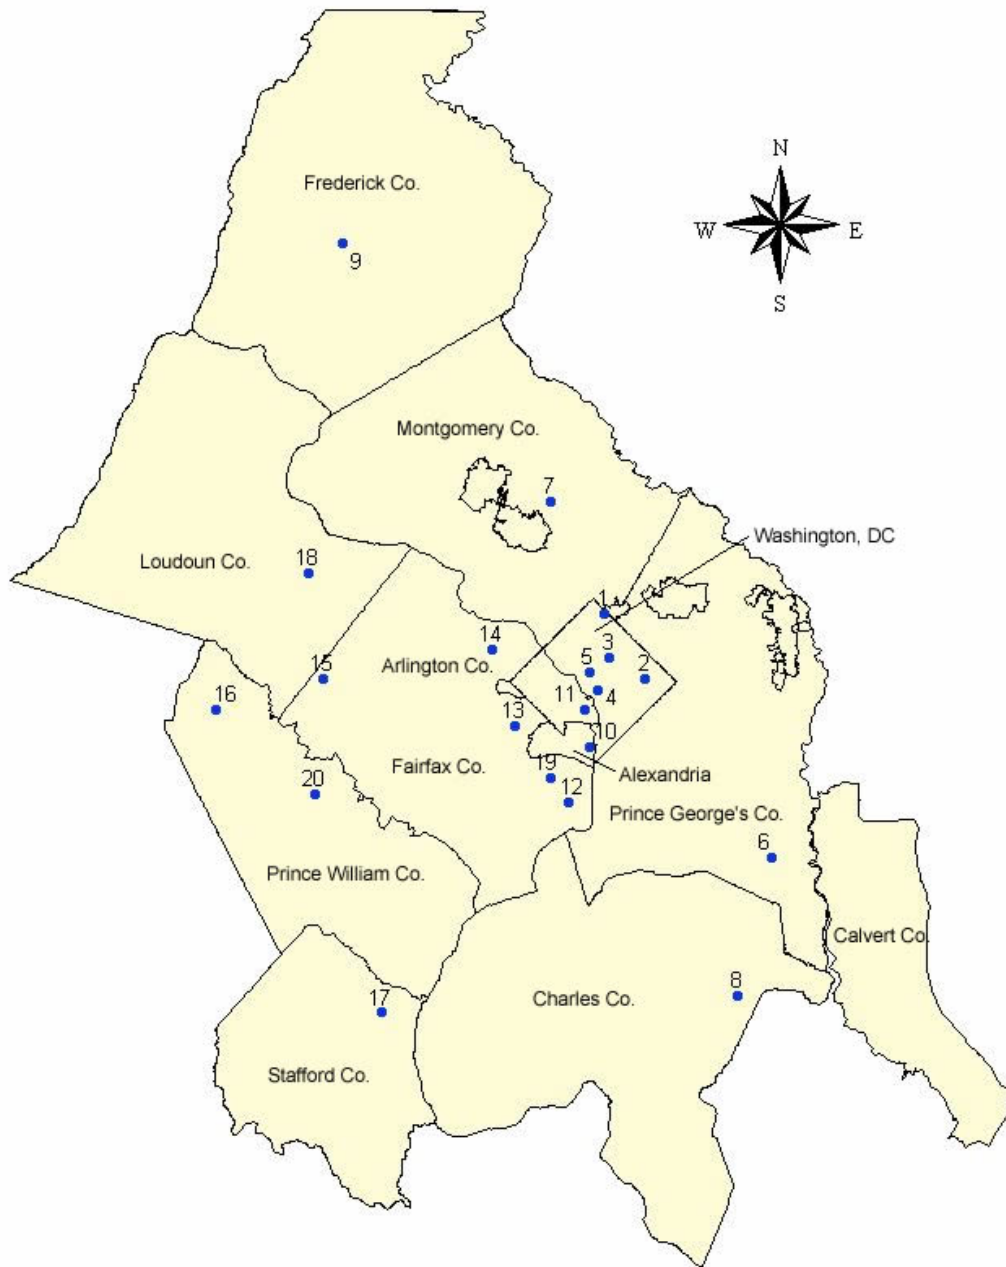 N
Frederick Co.
W
E
9
S
Montgomery Co.
7
Washington, DC
Loudoun Co.
18
1
14
3
Arlington Co.
5
2
15
16
11
4
13
10
Fairfax Co.
19
Alexandria
20
12
Prince George's Co.
6
Prince William Co.
Calvert Co.
8
17
Charles Co.
Stafford Co.